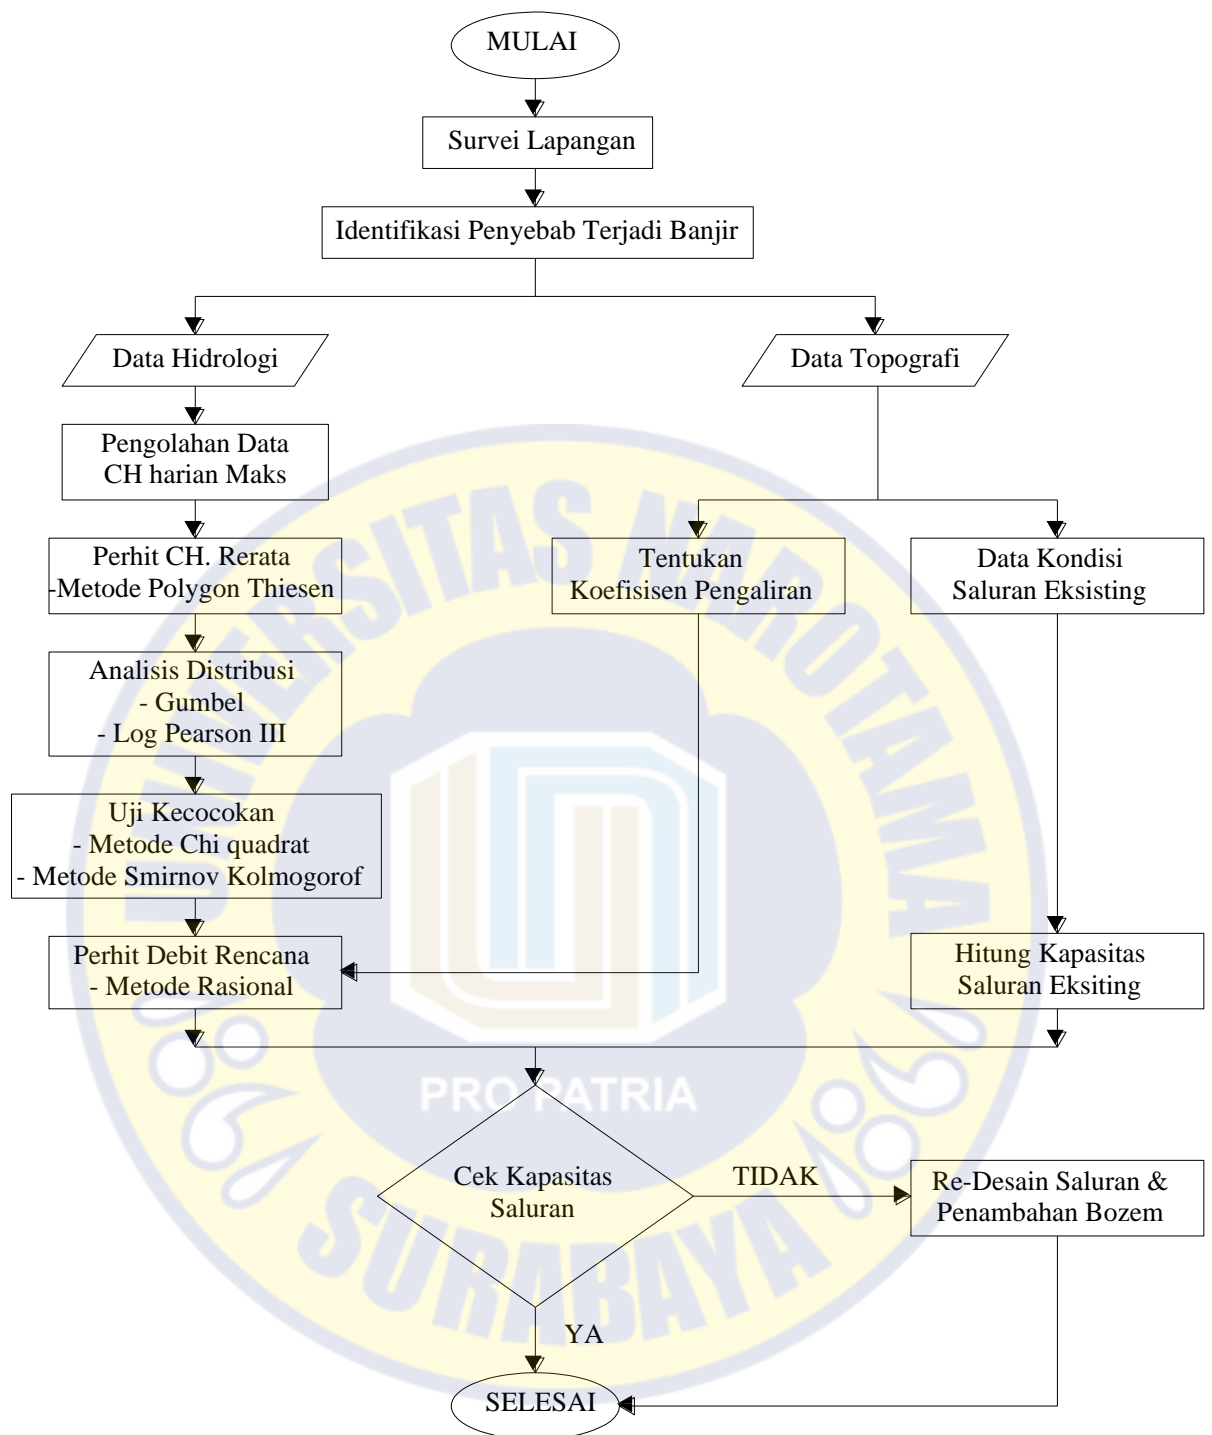 MULAI
Survei Lapangan
Identifikasi Penyebab Terjadi Banjir
Data Hidrologi
Data Topografi
Pengolahan Data
CH harian Maks
Perhit CH. Rerata
-Metode Polygon Thiesen
Tentukan
Koefisisen Pengaliran
Data Kondisi
Saluran Eksisting
Analisis Distribusi
- Gumbel
- Log Pearson III
Uji Kecocokan
- Metode Chi quadrat
- Metode Smirnov Kolmogorof
Perhit Debit Rencana
- Metode Rasional
Hitung Kapasitas
Saluran Eksiting
Cek Kapasitas
Saluran
TIDAK
Re-Desain Saluran &
Penambahan Bozem
YA
SELESAI
UNIVERSITAS NAROTAMA
PRO PATRIA
SURABAYA